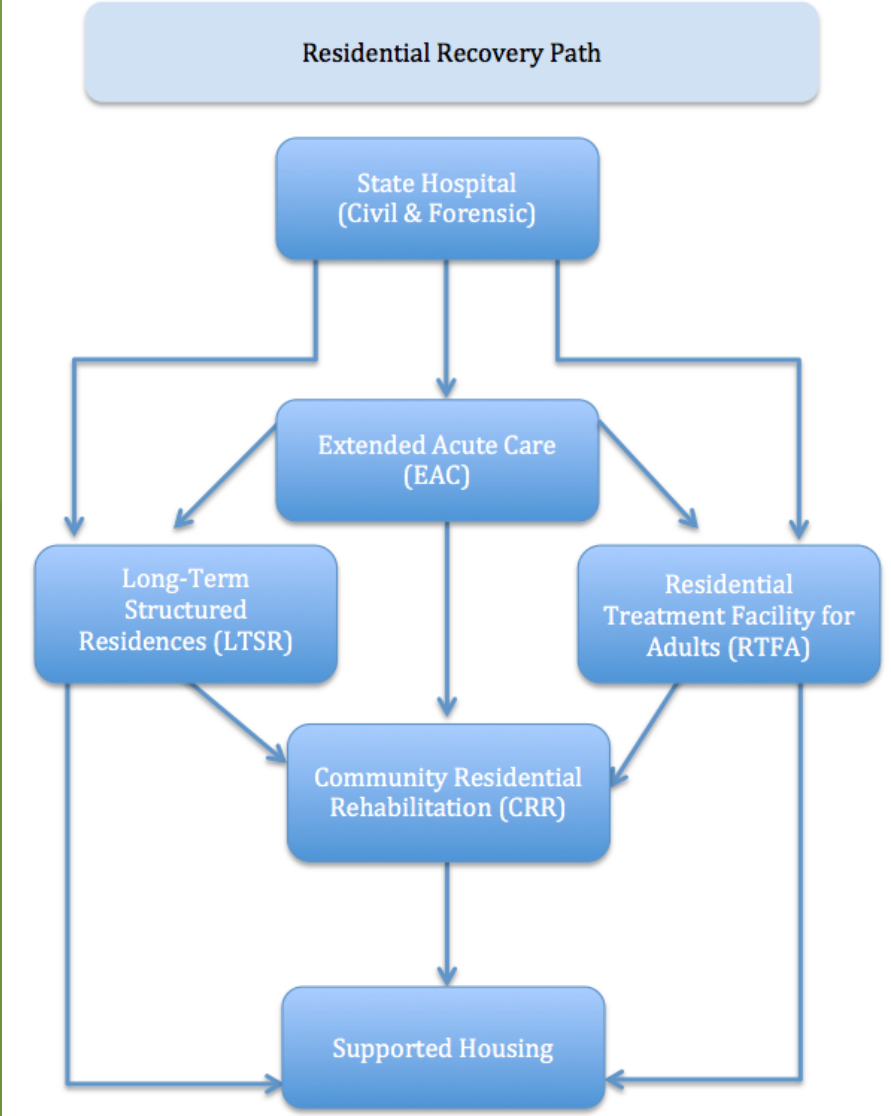 Residential Recovery Path
State Hospital
(Civil & Forensic)
Extended Acute Care
(EAC)
Long-Term
Structured
Residences (LTSR)
Residential
Treatment Facility for
Adults (RTFA)
Community Residential
Rehabilitation (CRR)
Supported Housing